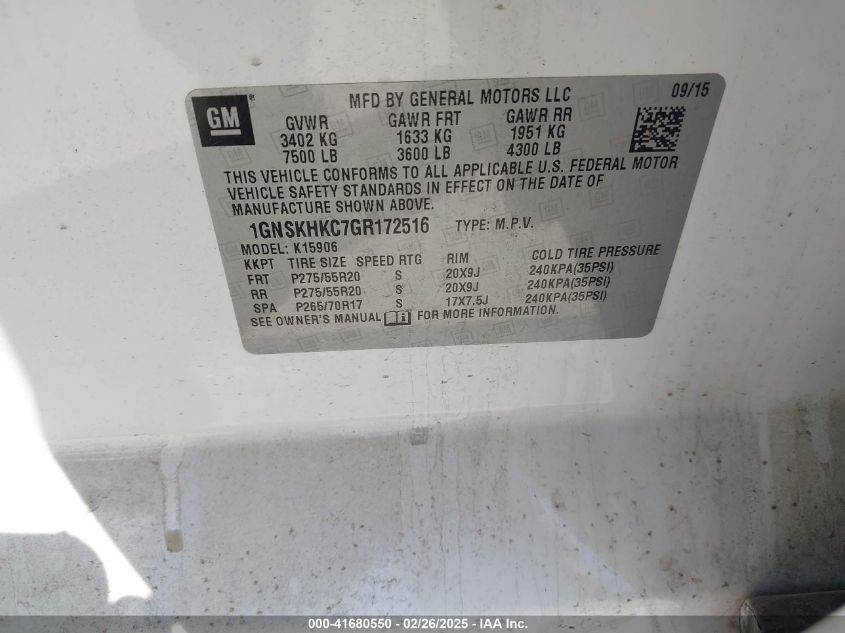 GM ®
MFD BY GENERAL MOTORS LLC 09/15
GVWR GAWR FRT GAWR RR
3402 KG 1633 KG 1951 KG
7500 LB 3600 LB 4300 LB
THIS VEHICLE CONFORMS TO ALL APPLICABLE U.S. FEDERAL MOTOR
VEHICLE SAFETY STANDARDS IN EFFECT ON THE DATE OF
MANUFACTURE SHOWN ABOVE.
1GNSKHKC7GR172516 TYPE: M.P.V.
MODEL: K15906
KKPT TIRE SIZE SPEED RTG RIM COLD TIRE PRESSURE
FRT P275/55R20 S 20X9J 240KPA(35PSI)
RR P275/55R20 S 20X9J 240KPA(35PSI)
SPA P265/70R17 S 17X7.5J 240KPA(35PSI)
SEE OWNER'S MANUAL FOR MORE INFORMATION.
000-41680550 - 02/26/2025 - IAA Inc.